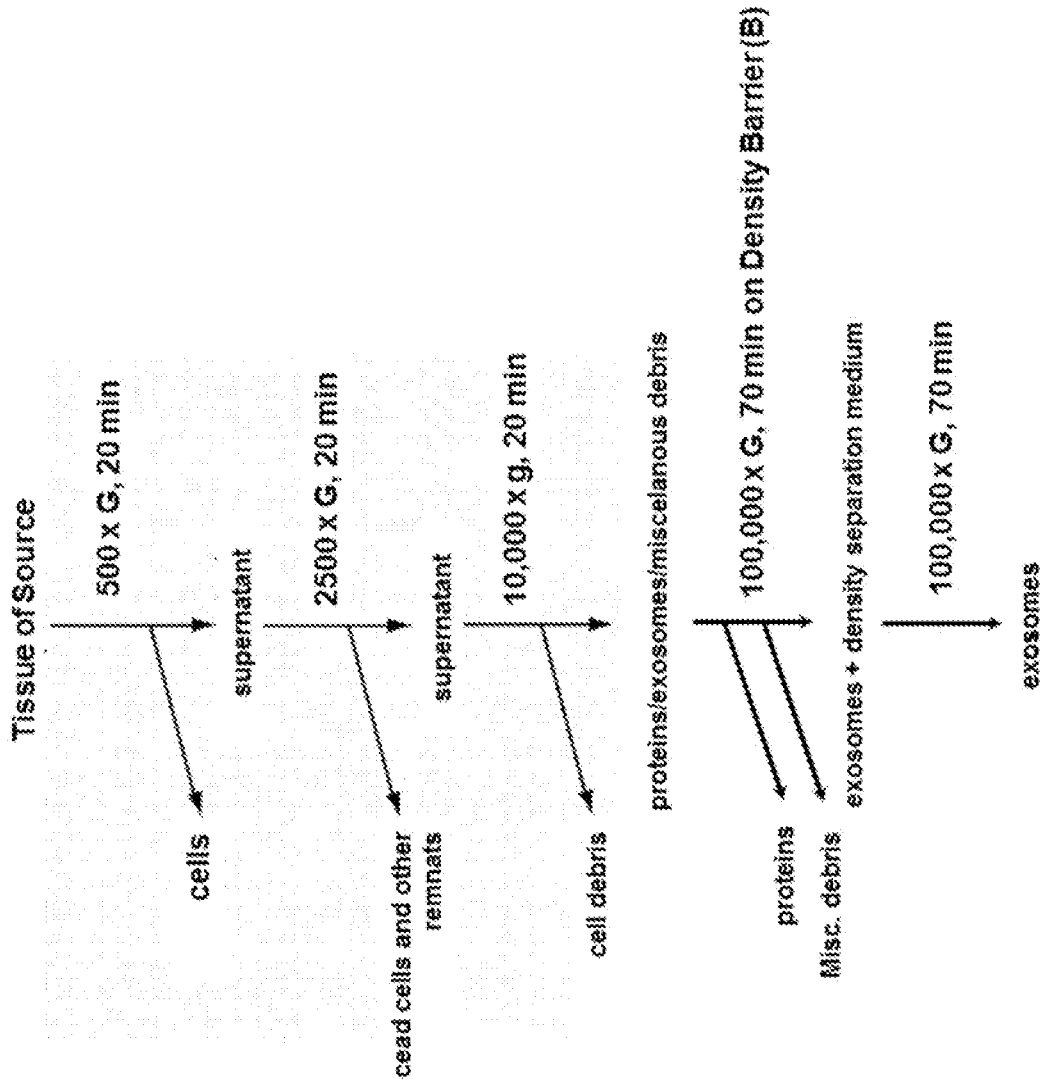 Tissue of Source
500 x G, 20 min
cells
supernatant
2500 x G, 20 min
cead cells and other
remnats
supernatant
10,000 x g, 20 min
cell debris
proteins/exosomes/miscelanous debris
100,000 x G, 70 min on Density Barrier (B)
proteins
Misc. debris
exosomes + density separation medium
100,000 x G, 70 min
exosomes